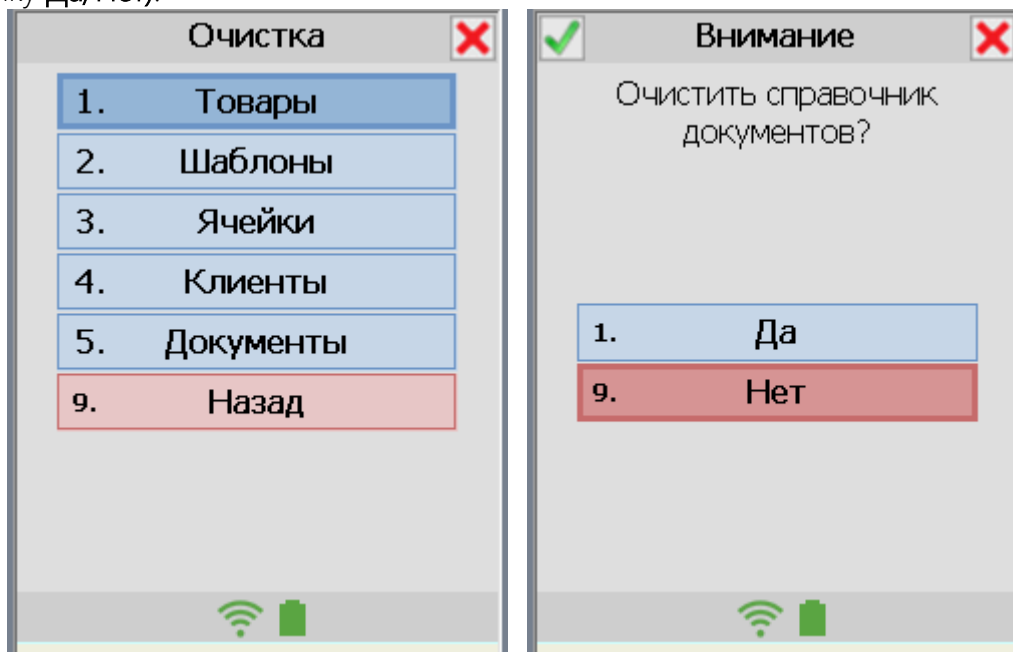 Очистка
1. Товары
2. Шаблоны
3. Ячейки
4. Клиенты
5. Документы
9. Назад
Внимание
Очистить справочник
документов?
1. Да
9. Нет